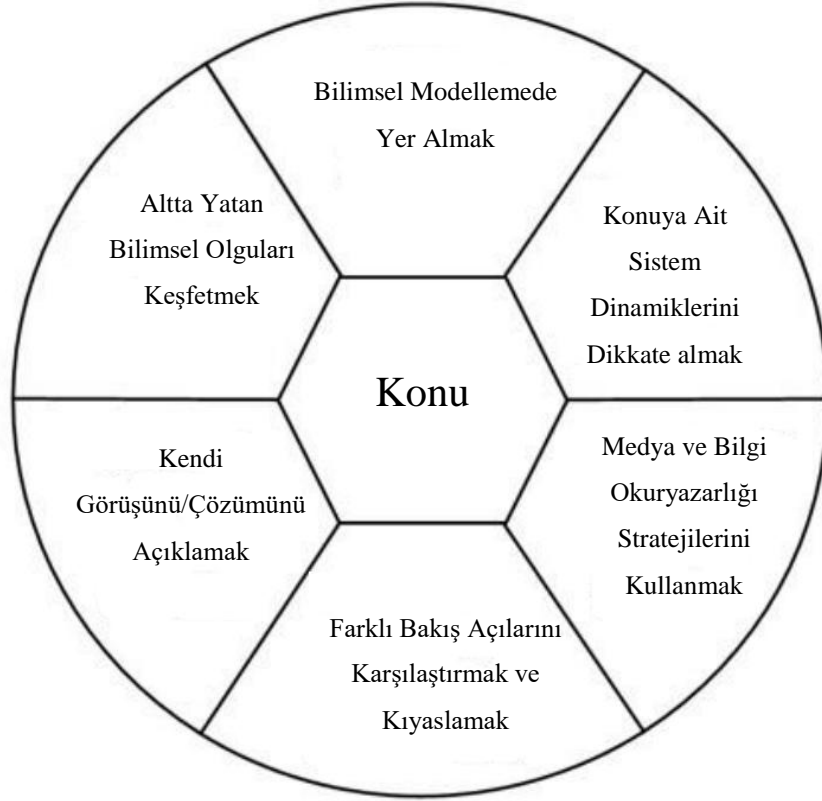 Bilimsel Modellemede
Yer Almak
Altta Yatan
Bilimsel Olguları
Keşfetmek
Konuya Ait
Sistem
Dinamiklerini
Dikkate almak
Konu
Kendi
Görüşünü/Çözümünü
Açıklamak
Medya ve Bilgi
Okuryazarlığı
Stratejilerini
Kullanmak
Farklı Bakış Açılarını
Karşılaştırmak ve
Kıyaslamak